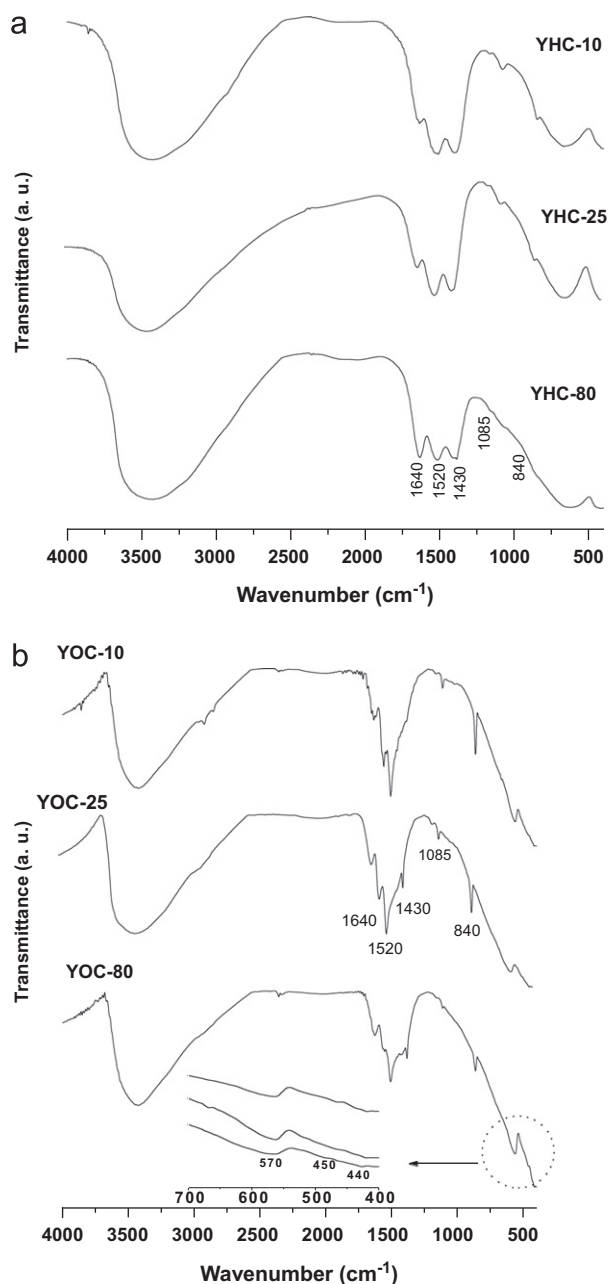 a
YHC-10
YHC-25
YHC-80
Transmittance (a. u.)
1640
1520
1430
1085
840
4000 3500 3000 2500 2000 1500 1000 500
Wavenumber (cm⁻¹)
b
YOC-10
YOC-25
1085
1640
1430
1520
840
YOC-80
Transmittance (a. u.)
570
450
440
700 600 500 400
4000 3500 3000 2500 2000 1500 1000 500
Wavenumber (cm⁻¹)